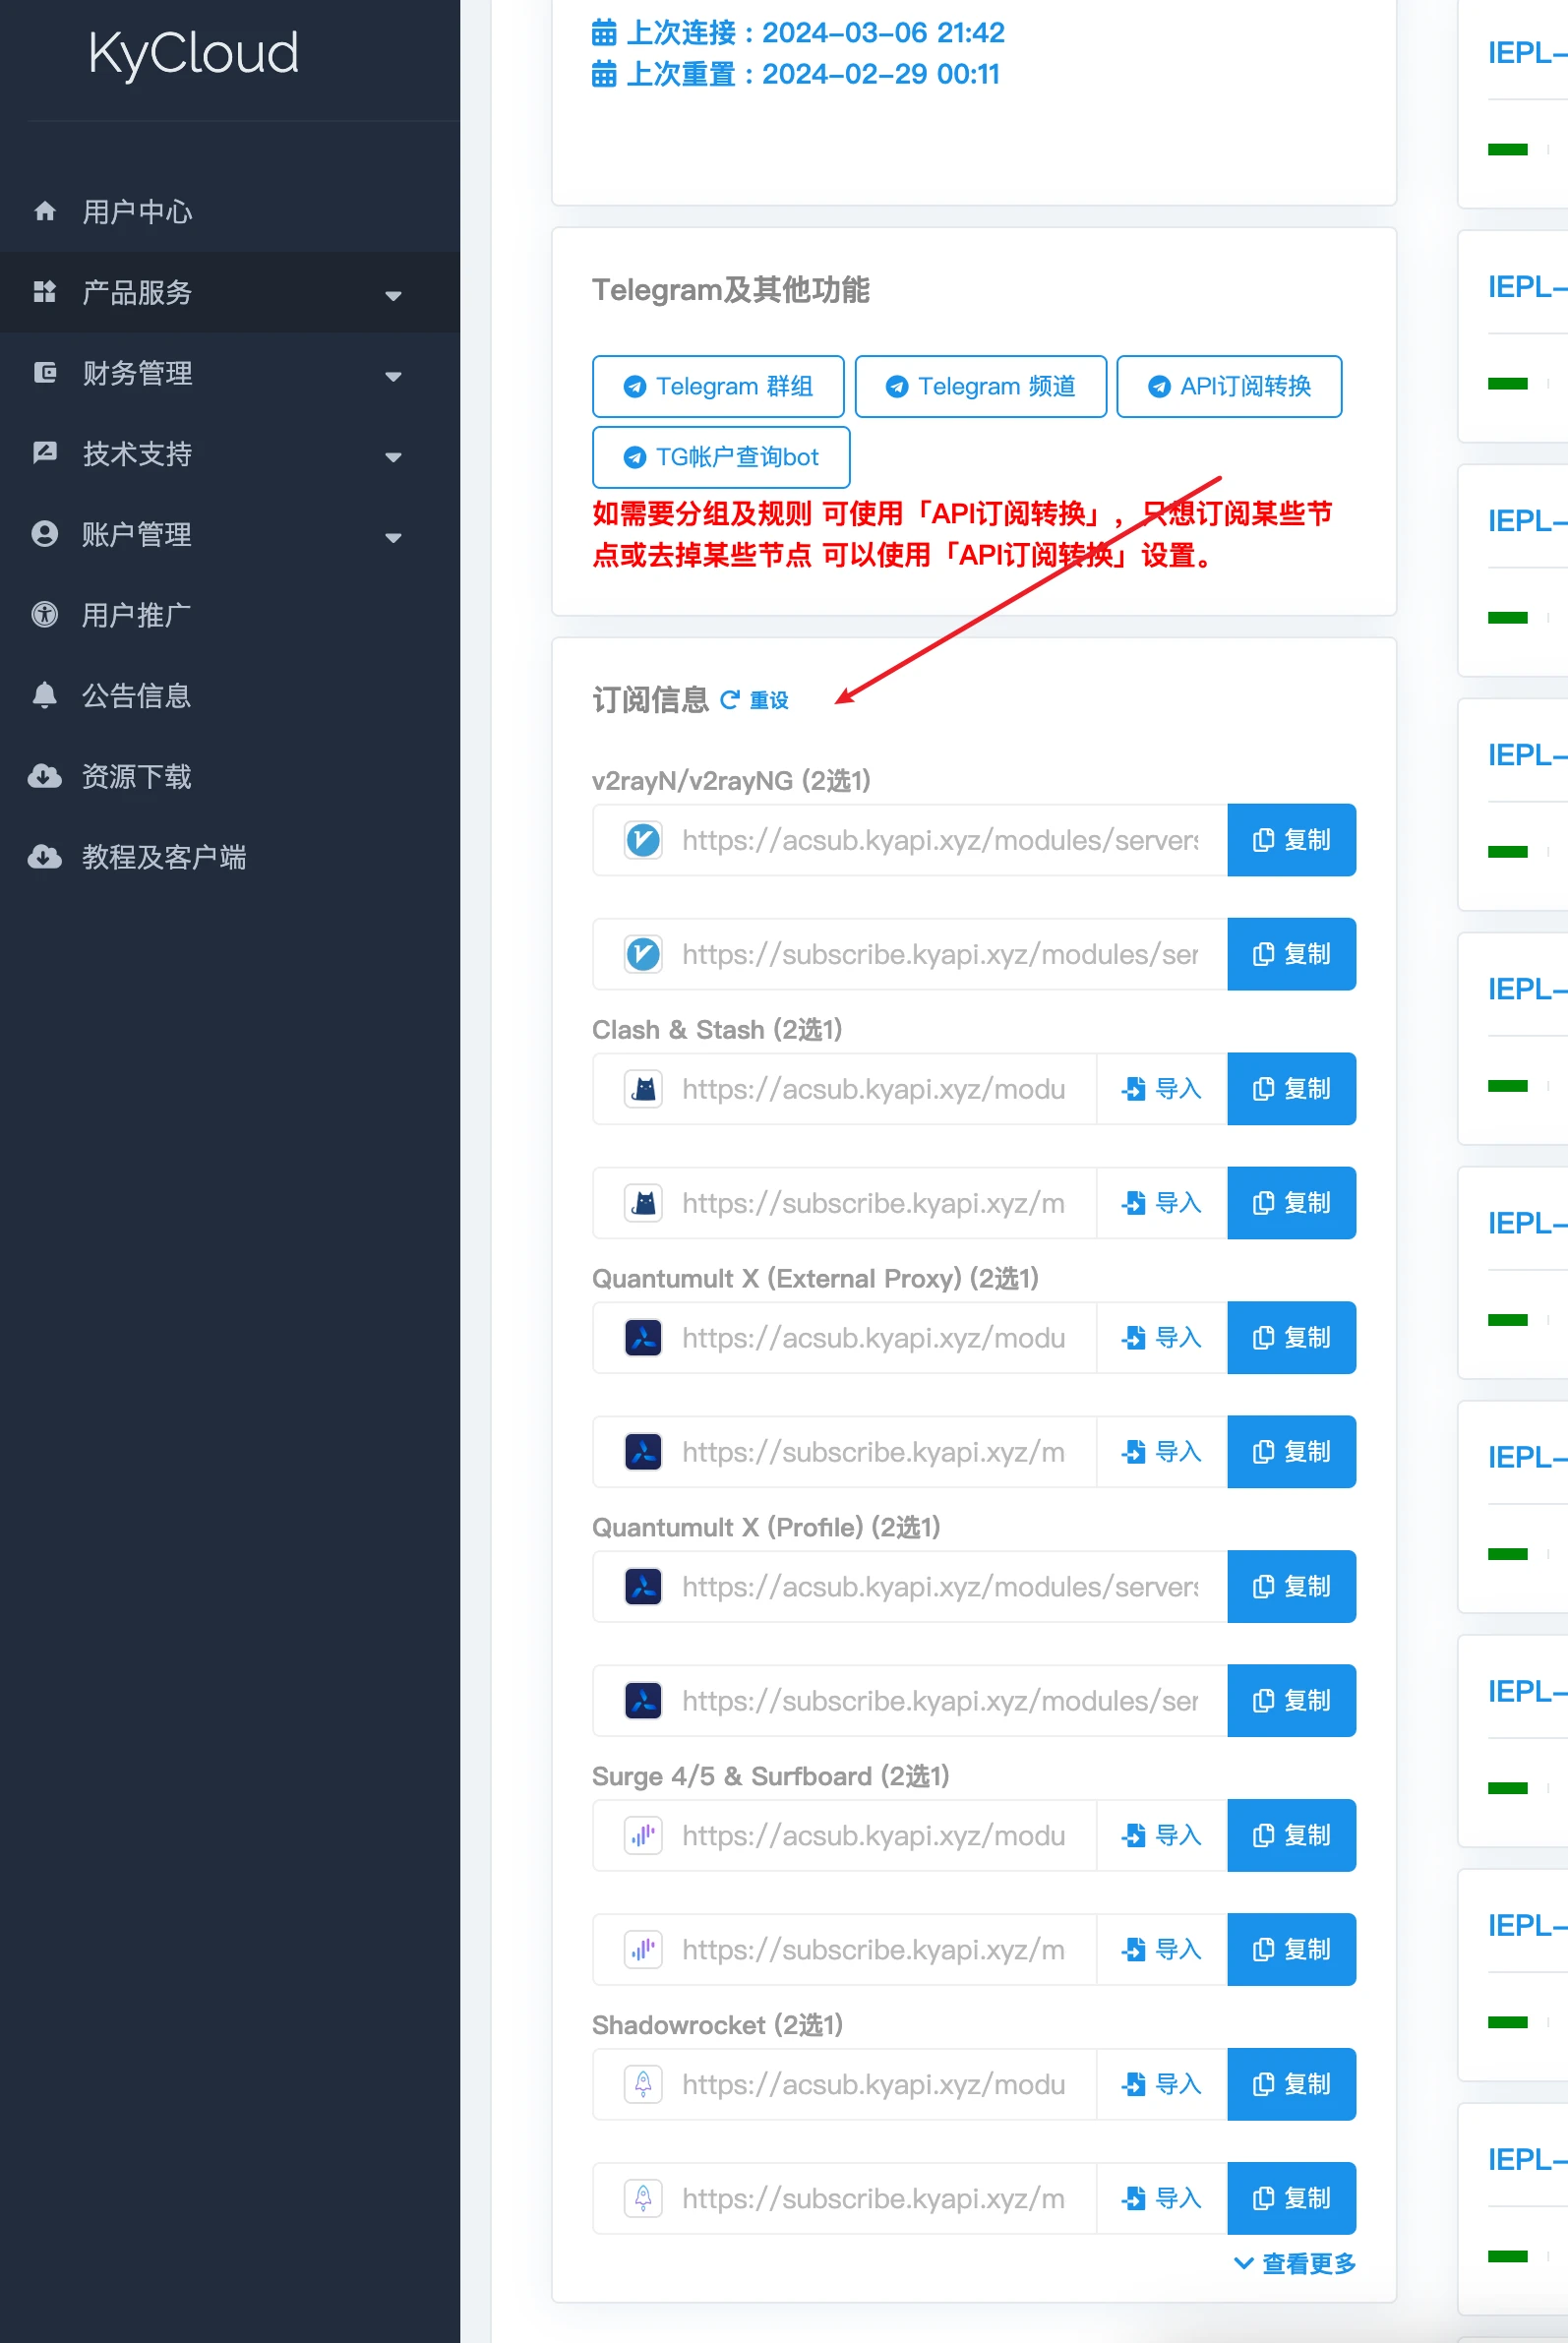 KyCloud
用户中心
产品服务
财务管理
技术支持
账户管理
用户推广
公告信息
资源下载
教程及客户端
上次连接：2024-03-06 21:42
上次重置：2024-02-29 00:11
Telegram及其他功能
Telegram 群组
Telegram 频道
API订阅转换
TG帐户查询bot
如需要分组及规则 可使用「API订阅转换」，只想订阅某些节
点或去掉某些节点 可以使用「API订阅转换」设置。
订阅信息 重设
v2rayN/v2rayNG (2选1)
https://acsub.kyapi.xyz/modules/servers 复制
https://subscribe.kyapi.xyz/modules/ser 复制
Clash & Stash (2选1)
https://acsub.kyapi.xyz/modu 导入 复制
https://subscribe.kyapi.xyz/m 导入 复制
Quantumult X (External Proxy) (2选1)
https://acsub.kyapi.xyz/modu 导入 复制
https://subscribe.kyapi.xyz/m 导入 复制
Quantumult X (Profile) (2选1)
https://acsub.kyapi.xyz/modules/servers 复制
https://subscribe.kyapi.xyz/modules/ser 复制
Surge 4/5 & Surfboard (2选1)
https://acsub.kyapi.xyz/modu 导入 复制
https://subscribe.kyapi.xyz/m 导入 复制
Shadowrocket (2选1)
https://acsub.kyapi.xyz/modu 导入 复制
https://subscribe.kyapi.xyz/m 导入 复制
查看更多
IEPL-
IEPL-
IEPL-
IEPL-
IEPL-
IEPL-
IEPL-
IEPL-
IEPL-
IEPL-